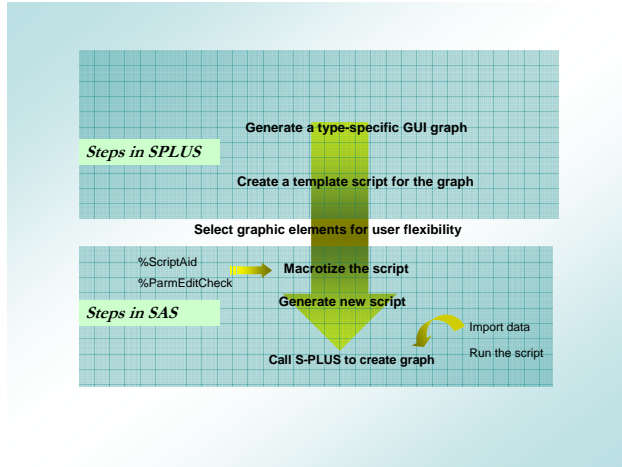 Generate a type-specific GUI graph
Steps in SPLUS
Create a template script for the graph
Select graphic elements for user flexibility
%ScriptAid
Macrotize the script
%ParmEditCheck
Generate new script
Steps in SAS
Import data
Run the script
Call S-PLUS to create graph